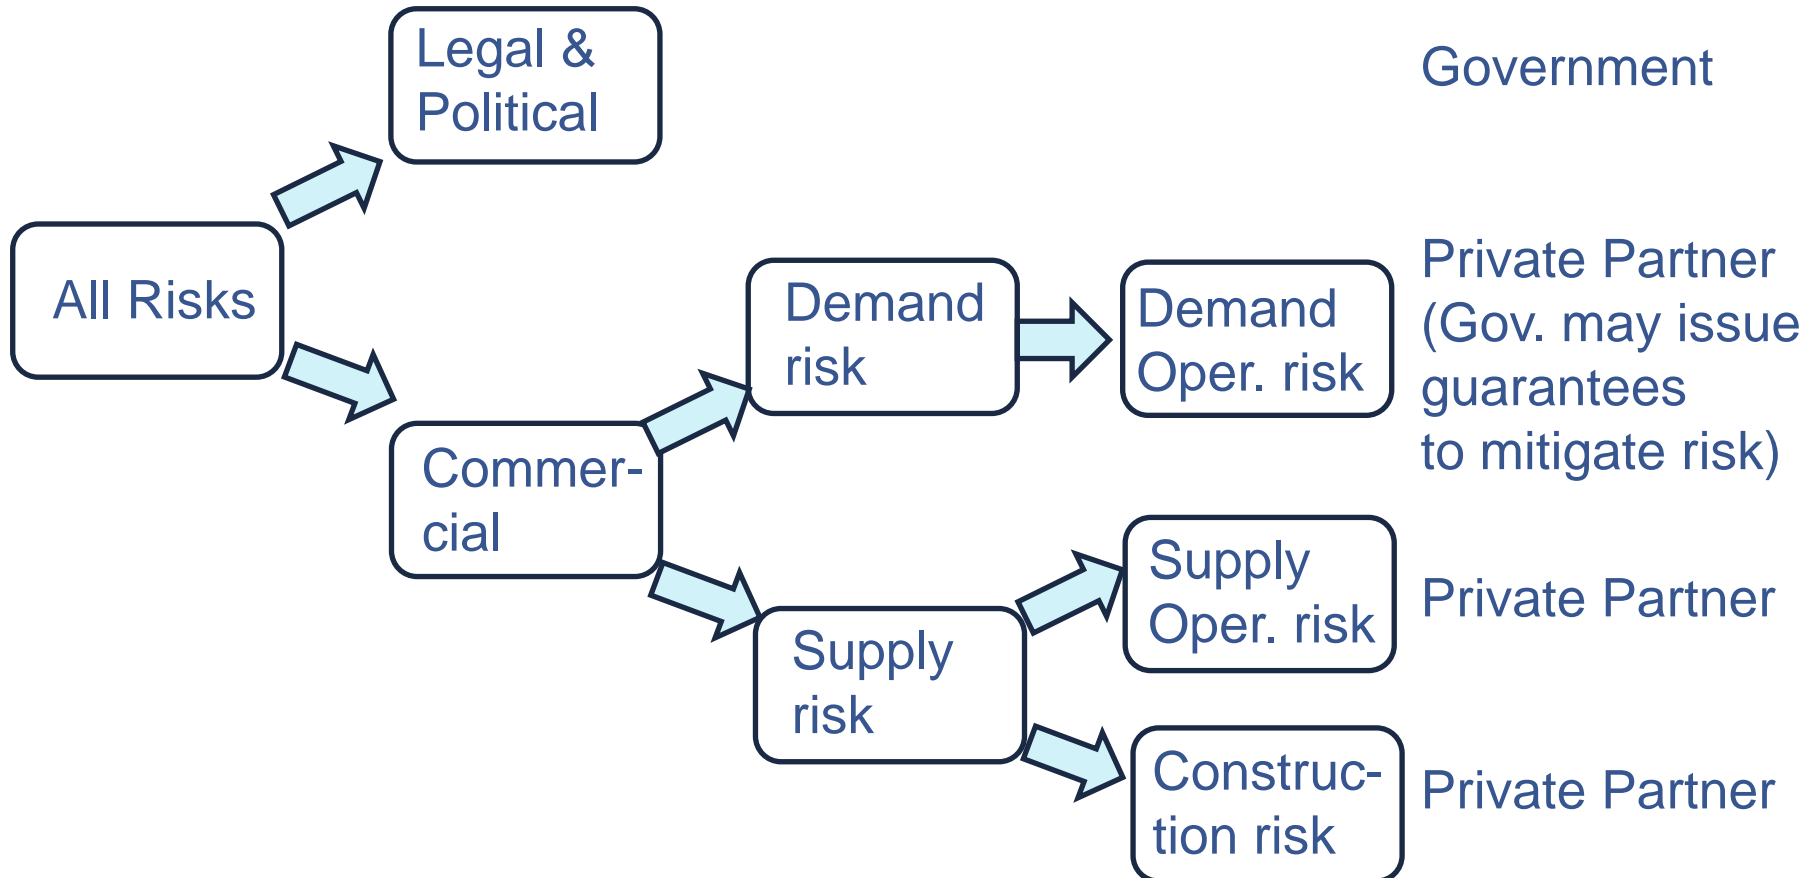 Legal &
Political
Government
All Risks
Demand
risk
Demand
Oper. risk
Private Partner
(Gov. may issue
guarantees
to mitigate risk)
Commer-
cial
Supply
risk
Supply
Oper. risk
Private Partner
Construc-
tion risk
Private Partner